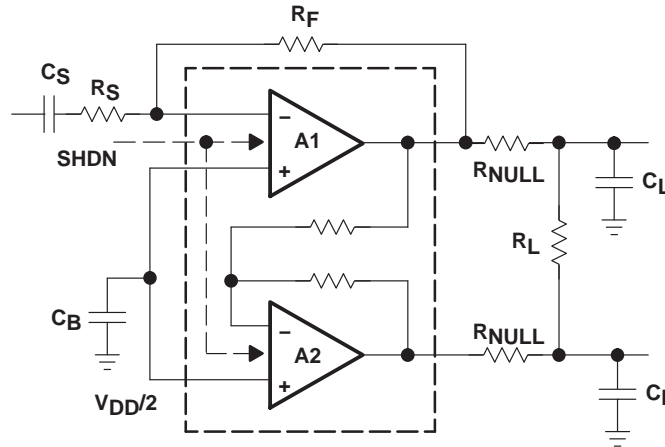 RF
CS
RS
−
A1
SHDN
+
RNULL
CL
RL
−
CB
RNULL
A2
+
VDD/2
C